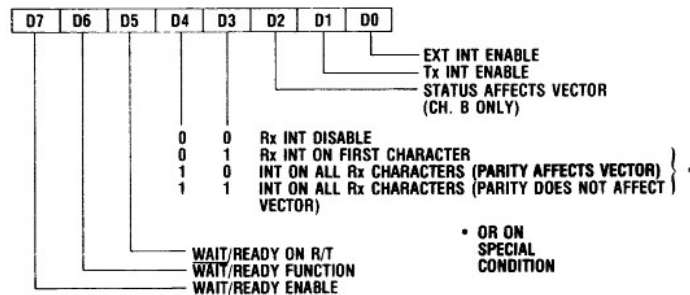 D7 D6 D5 D4 D3 D2 D1 D0
EXT INT ENABLE
Tx INT ENABLE
STATUS AFFECTS VECTOR
(CH. B ONLY)
0 0 Rx INT DISABLE
0 1 Rx INT ON FIRST CHARACTER
1 0 INT ON ALL Rx CHARACTERS (PARITY AFFECTS VECTOR)
1 1 INT ON ALL Rx CHARACTERS (PARITY DOES NOT AFFECT
VECTOR)
• OR ON
SPECIAL
CONDITION
WAIT/READY ON R/T
WAIT/READY FUNCTION
WAIT/READY ENABLE